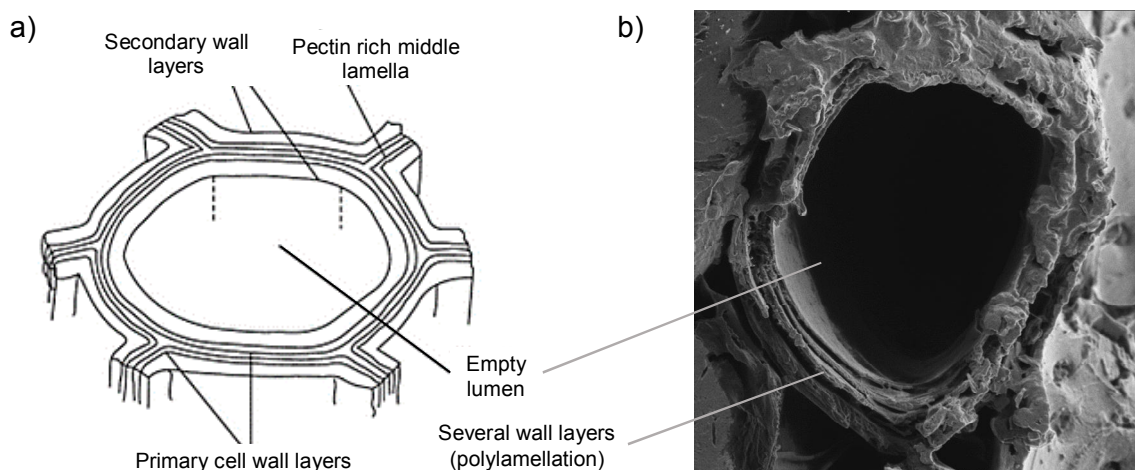 a)
Secondary wall
layers
Pectin rich middle
lamella
b)
Empty
lumen
Several wall layers
(polylamellation)
Primary cell wall layers